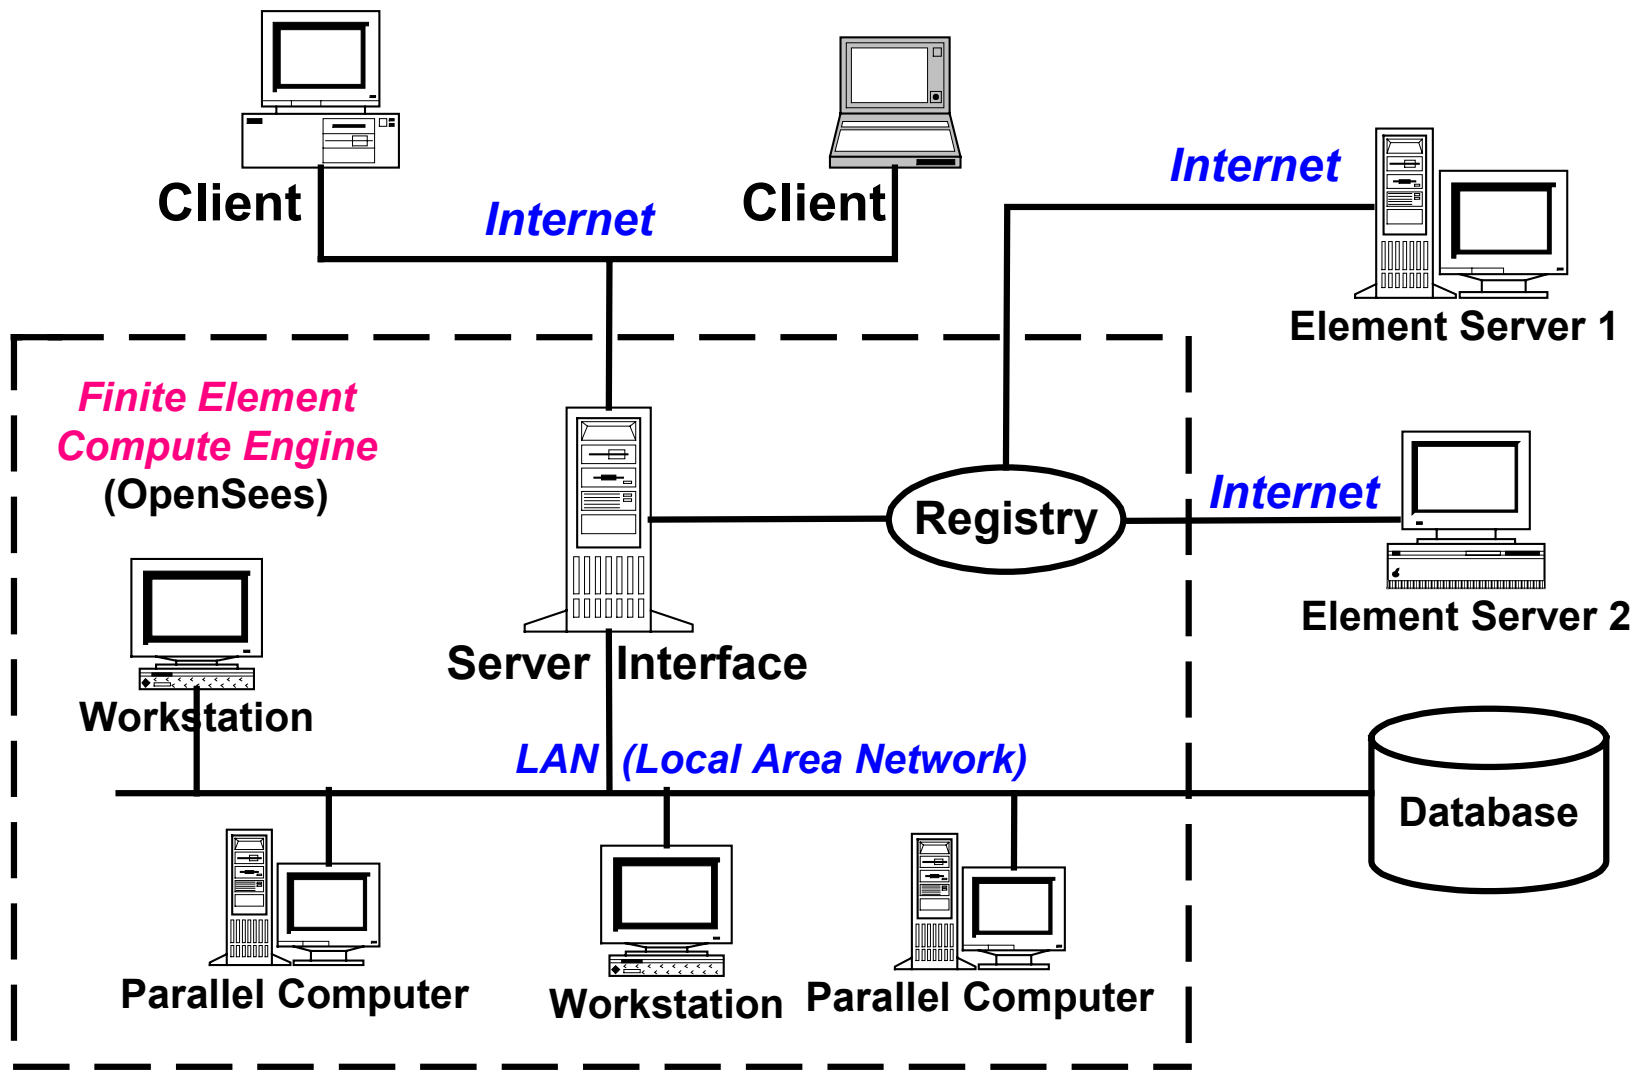 Client
Internet
Client
Internet
Element Server 1
Finite Element
Compute Engine
(OpenSees)
Registry
Internet
Element Server 2
Server Interface
Workstation
LAN (Local Area Network)
Database
Parallel Computer
Workstation
Parallel Computer